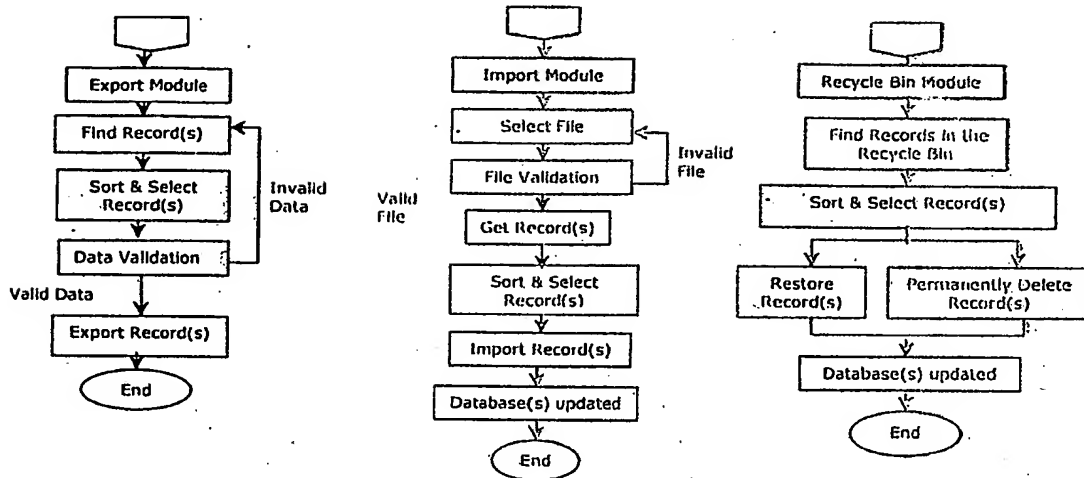 Export Module
Find Record(s)
Sort & Select
Record(s)
Invalid
Data
Data Validation
Valid Data
Export Record(s)
End
Import Module
Select File
Invalid
File
File Validation
Valid
File
Get Record(s)
Sort & Select
Record(s)
Import Record(s)
Database(s) updated
End
Recycle Bin Module
Find Records in the
Recycle Bin
Sort & Select Record(s)
Restore
Record(s)
Permanently Delete
Record(s)
Database(s) updated
End